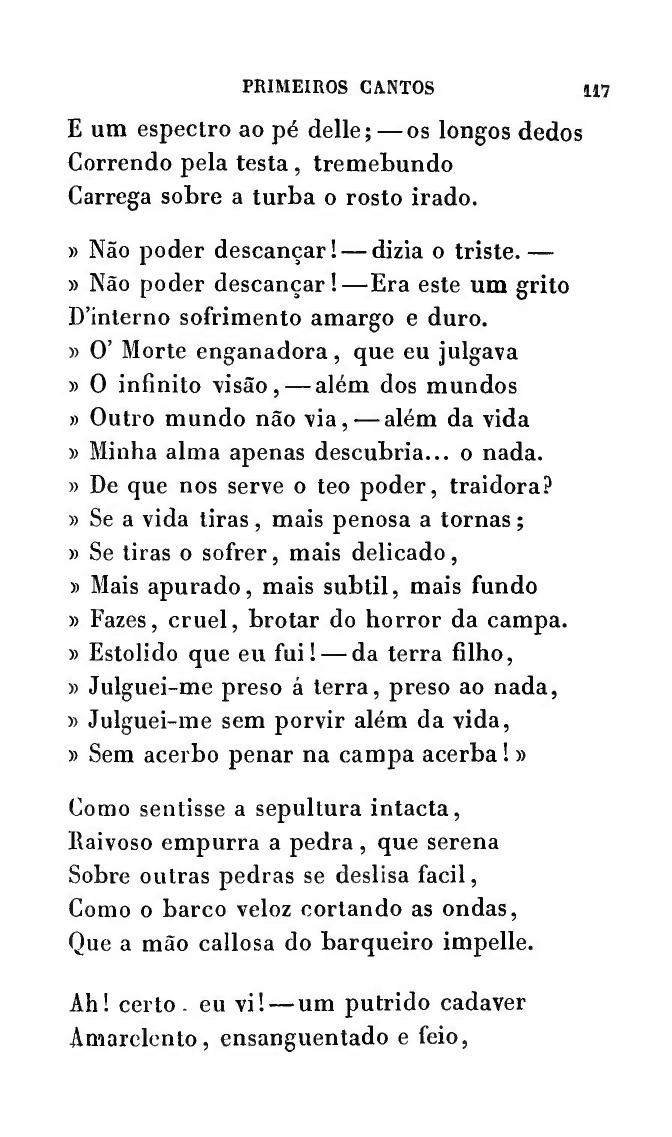 PRIMEIROS CANTOS 117
E um espectro ao pé delle; — os longos dedos
Correndo pela testa, tremebundo
Carrega sobre a turba o rosto irado.
» Não poder descançar! — dizia o triste. —
» Não poder descançar! — Era este um grito
D'interno sofrimento amargo e duro.
» O' Morte enganadora, que eu julgava
» O infinito visão, — além dos mundos
» Outro mundo não via, — além da vida
» Minha alma apenas descubria... o nada.
» De que nos serve o teo poder, traidora?
» Se a vida tiras, mais penosa a tornas;
» Se tiras o sofrer, mais delicado,
» Mais apurado, mais subtil, mais fundo
» Fazes, cruel, brotar do horror da campa.
» Estolido que eu fui! — da terra filho,
» Julguei-me preso á terra, preso ao nada,
» Julguei-me sem porvir além da vida,
» Sem acerbo penar na campa acerba! »
Como sentisse a sepultura intacta,
Raivoso empurra a pedra, que serena
Sobre outras pedras se deslisa facil,
Como o barco veloz cortando as ondas,
Que a mão callosa do barqueiro impelle.
Ah! certo. eu vi! — um putrido cadaver
Amarelento, ensanguentado e feio,